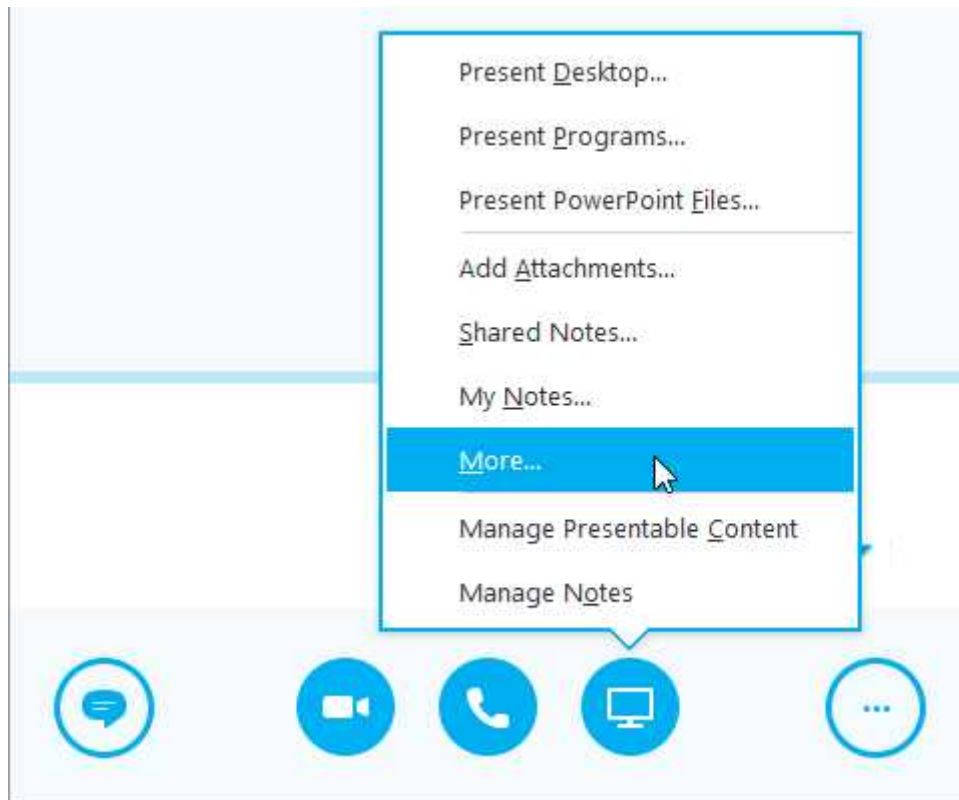 Present Desktop...
Present Programs...
Present PowerPoint Files...
Add Attachments...
Shared Notes...
My Notes...
More...
Manage Presentable Content
Manage Notes